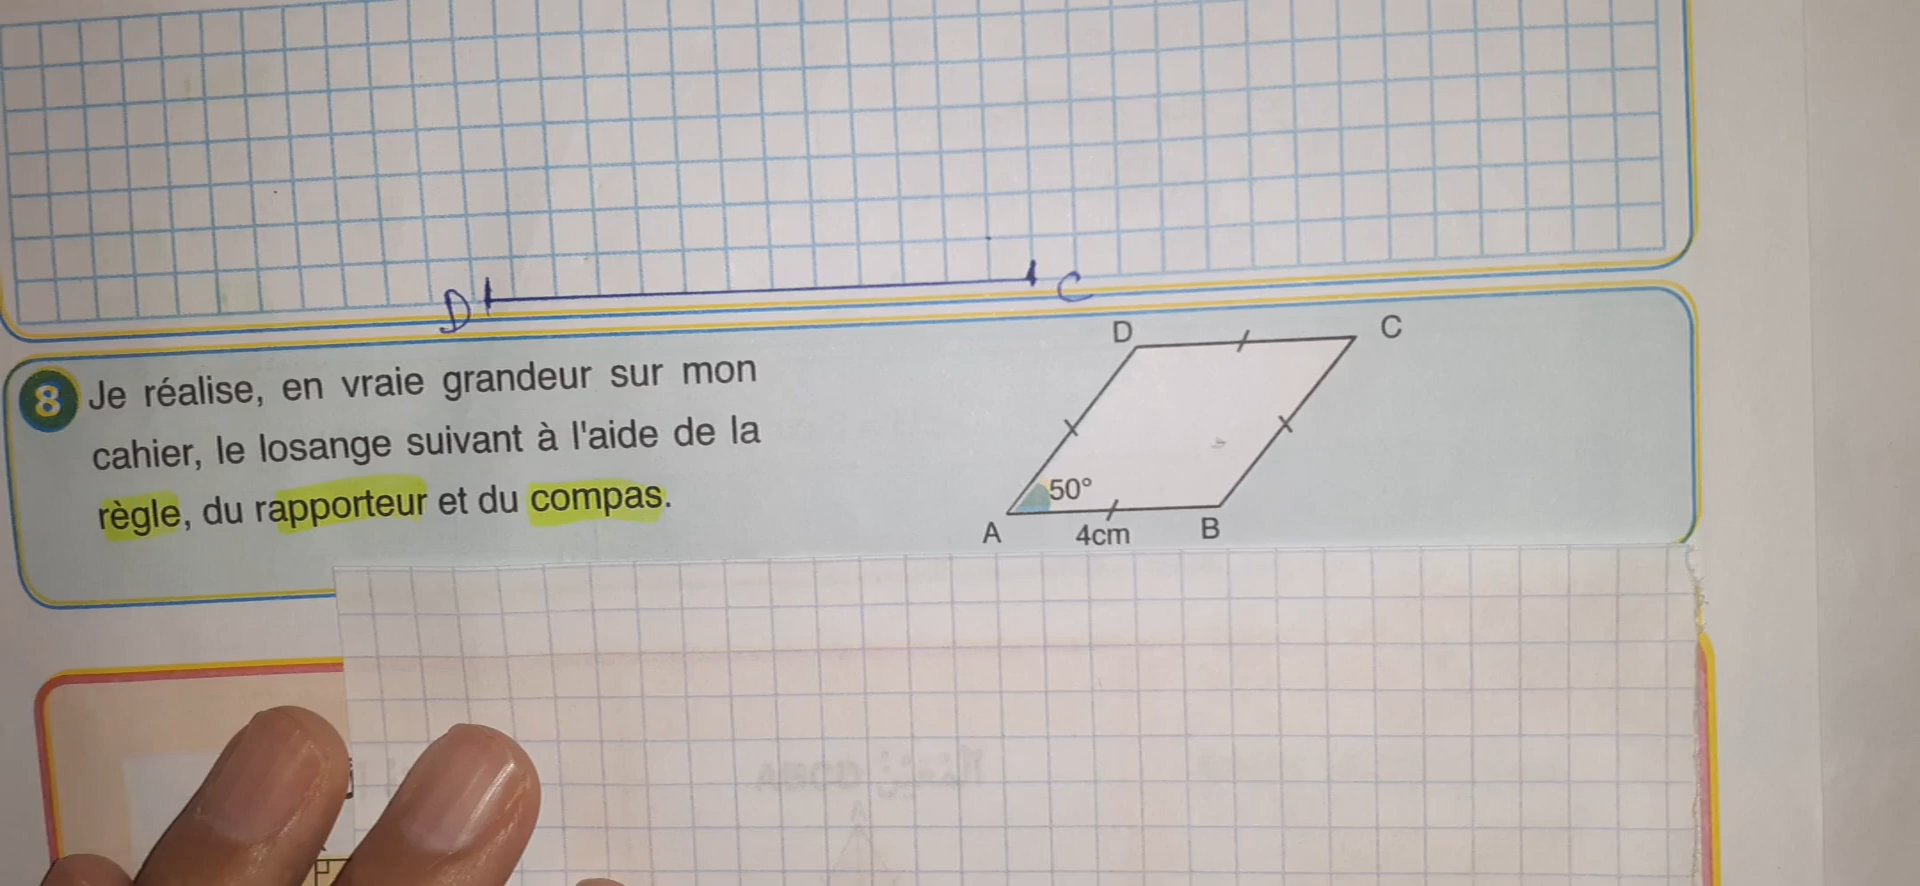 D C
8 Je réalise, en vraie grandeur sur mon
cahier, le losange suivant à l'aide de la
règle, du rapporteur et du compas.
D C
50°
A 4cm B